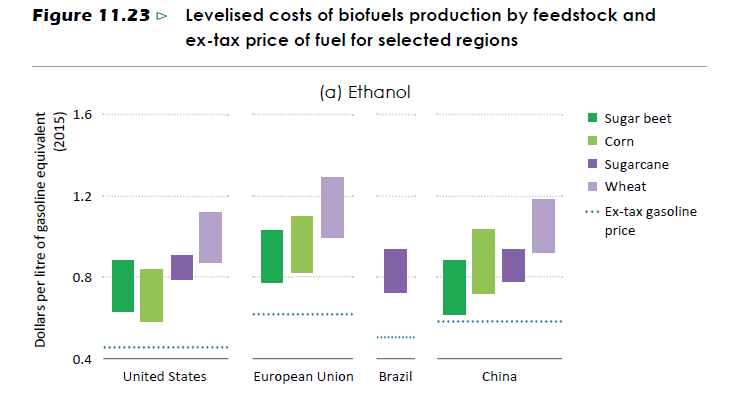 Figure 11.23 ▷ Levelised costs of biofuels production by feedstock and
ex-tax price of fuel for selected regions
(a) Ethanol
Dollars per litre of gasoline equivalent
(2015)
1.6
1.2
0.8
0.4
United States
European Union
Brazil
China
Sugar beet
Corn
Sugarcane
Wheat
Ex-tax gasoline
price